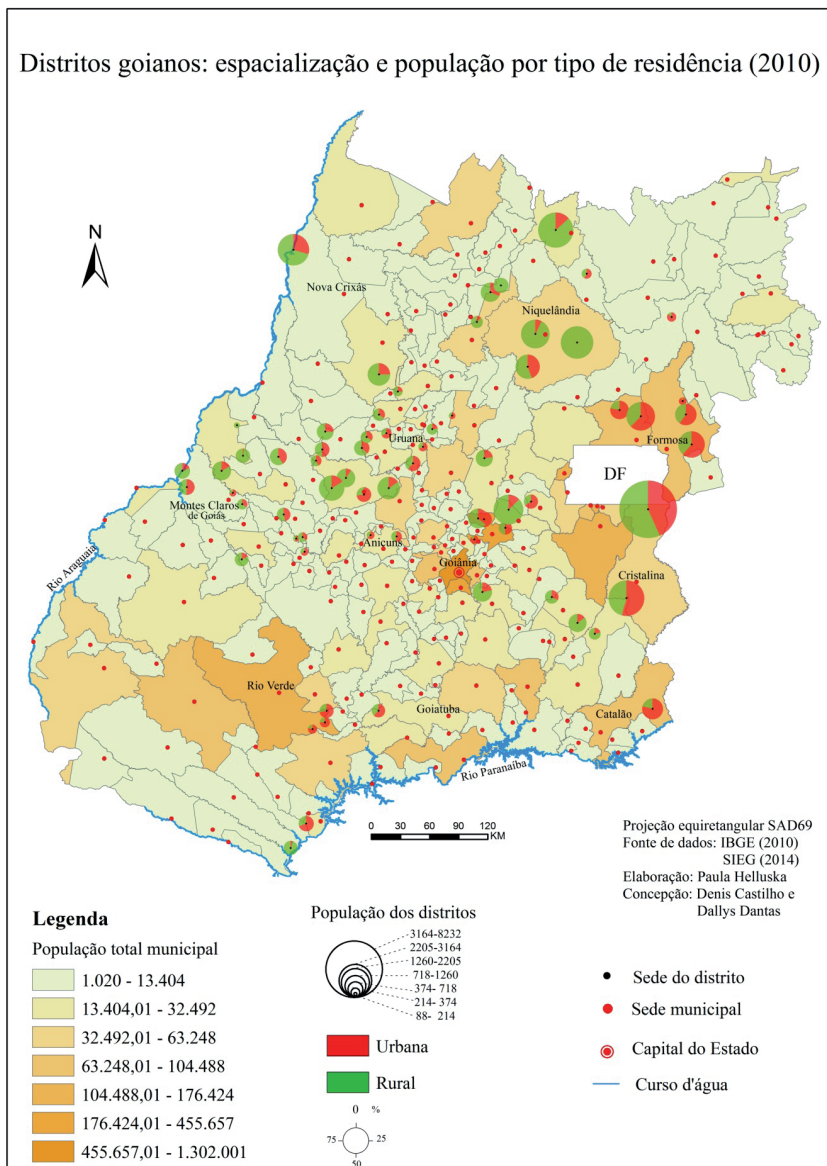 Distritos goianos: espacialização e população por tipo de residência (2010)
N
Nova Crixás
Niquelândia
Uruana
Formosa
DF
Montes Claros
de Goiás
Aniçuns
Goiânia
Rio Araguaia
Cristalina
Rio Verde
Goiatuba
Catalão
Rio Paranaíba
0 30 60 90 120
KM
Projeção equiretangular SAD69
Fonte de dados: IBGE (2010)
SIEG (2014)
Elaboração: Paula Helluska
Concepção: Denis Castilho e
Dallys Dantas
Legenda
População total municipal
1.020 - 13.404
13.404,01 - 32.492
32.492,01 - 63.248
63.248,01 - 104.488
104.488,01 - 176.424
176.424,01 - 455.657
455.657,01 - 1.302.001
População dos distritos
3164-8232
2205-3164
1260-2205
718-1260
374- 718
214- 374
88- 214
Urbana
Rural
0 %
75 25
50
Sede do distrito
Sede municipal
Capital do Estado
Curso d'água